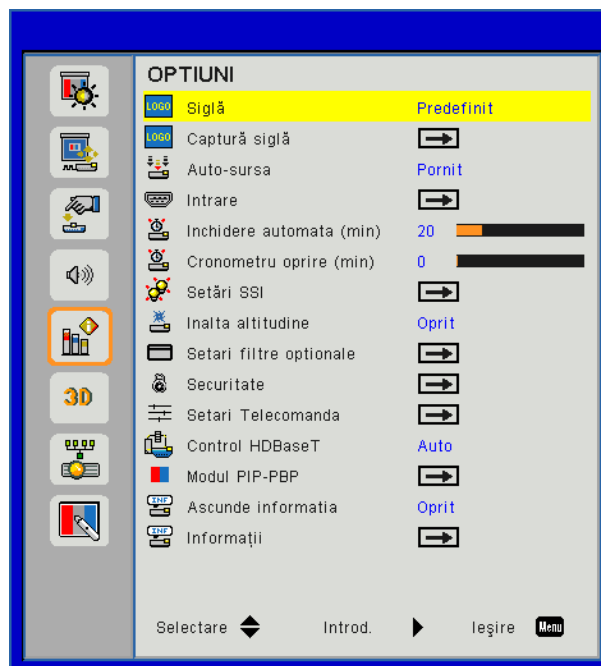 OPTIUNI
LOGO Siglă Predefinit
LOGO Captură siglă
Auto-sursa Pornit
Intrare
Inchidere automata (min) 20
Cronometru oprire (min) 0
Setări SSI
Inalta altitudine Oprit
Setari filtre optionale
Securitate
3D
Setari Telecomanda
Control HDBaseT Auto
Modul PIP-PBP
INF Ascunde informatia Oprit
INF Informații
Selectare Introd. Ieşire Menu